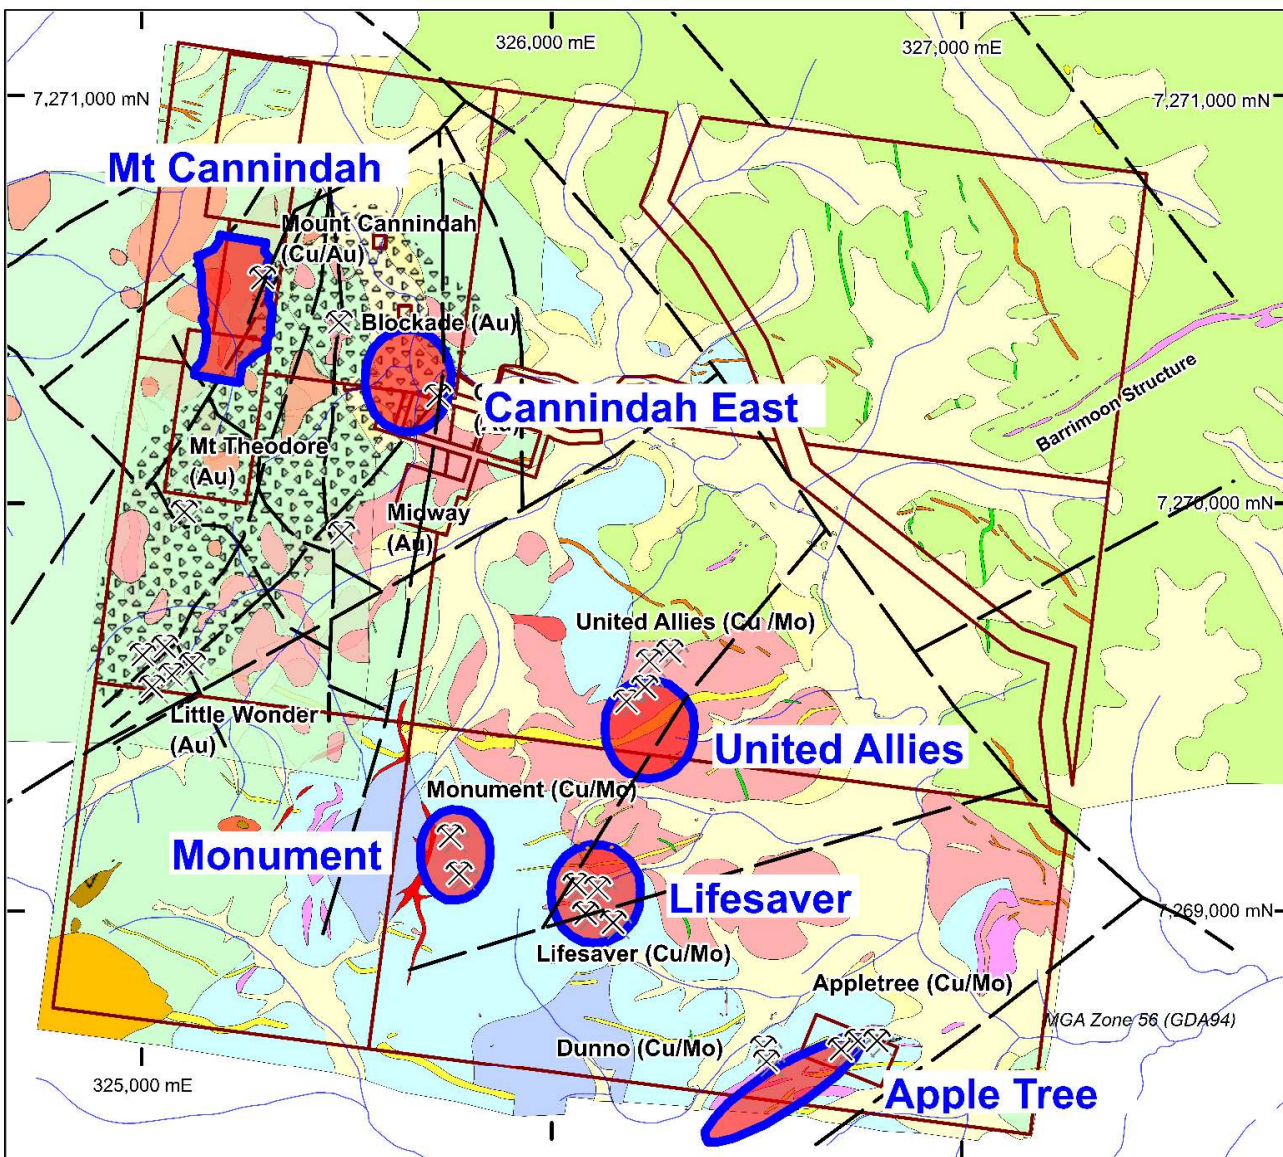 326,000 mE
327,000 mE
7,271,000 mN
7,271,000 mN
Mt Cannindah
Mount Cannindah
(Cu/Au)
Blockade (Au)
Barrimoon Structure
Cannindah East
(Au)
Mt Theodore
(Au)
Midway
(Au)
7,270,000 mN
United Allies (Cu /Mo)
Little Wonder
(Au)
United Allies
Monument (Cu/Mo)
Monument
Lifesaver
7,269,000 mN
Lifesaver (Cu/Mo)
Appletree (Cu/Mo)
MGA Zone 56 (GDA94)
Dunno (Cu/Mo)
325,000 mE
Apple Tree